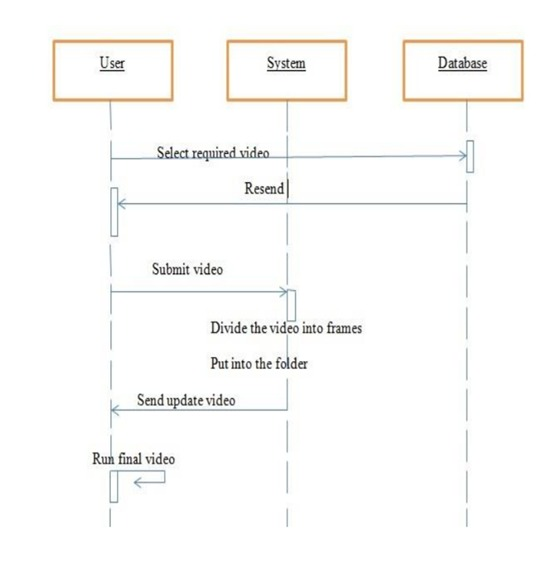 User
System
Database
Select required video
Resend
Submit video
Divide the video into frames
Put into the folder
Send update video
Run final video